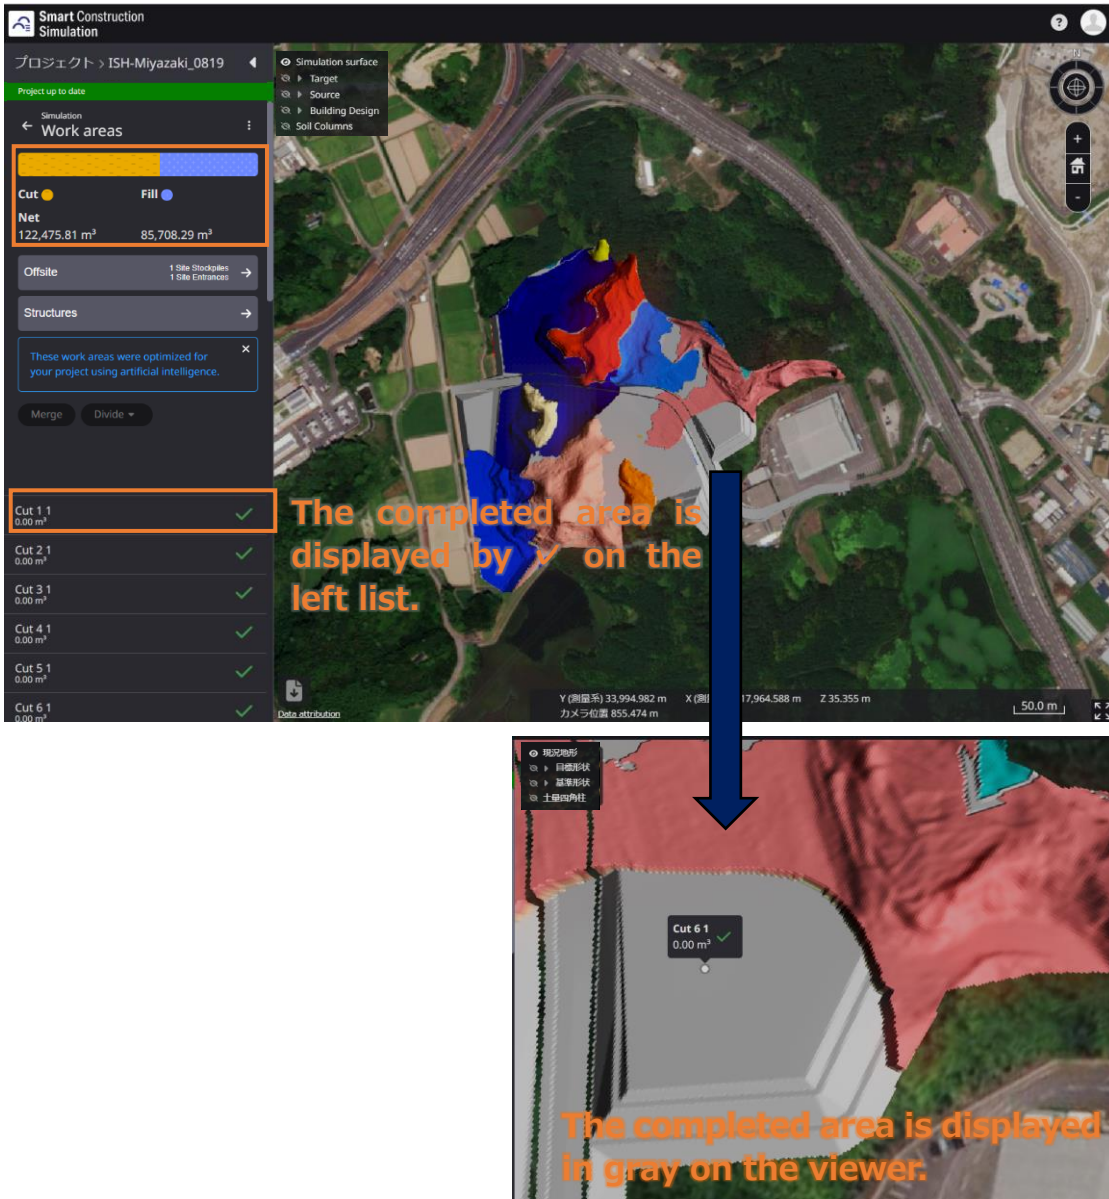 Smart Construction
Simulation
?
プロジェクト > ISH-Miyazaki_0819
Project up to date
Simulation
Work areas
Cut
Fill
Net
122,475.81 m³
85,708.29 m³
Offsite
1 Site Stockpiles
1 Site Entrances
Structures
These work areas were optimized for
your project using artificial intelligence.
Merge
Divide
Cut 1 1
0.00 m³
Cut 2 1
0.00 m³
Cut 3 1
0.00 m³
Cut 4 1
0.00 m³
Cut 5 1
0.00 m³
Cut 6 1
0.00 m³
Simulation surface
Target
Source
Building Design
Soil Columns
N
+
-
The completed area is
displayed by ✓ on the
left list.
Data attribution
Y (測量系) 33,994.982 m X (測 17,964.588 m Z 35.355 m
カメラ位置 855.474 m
50.0 m
現況地形
目標形状
基準形状
土量四角柱
Cut 6 1
0.00 m³
The completed area is displayed
in gray on the viewer.